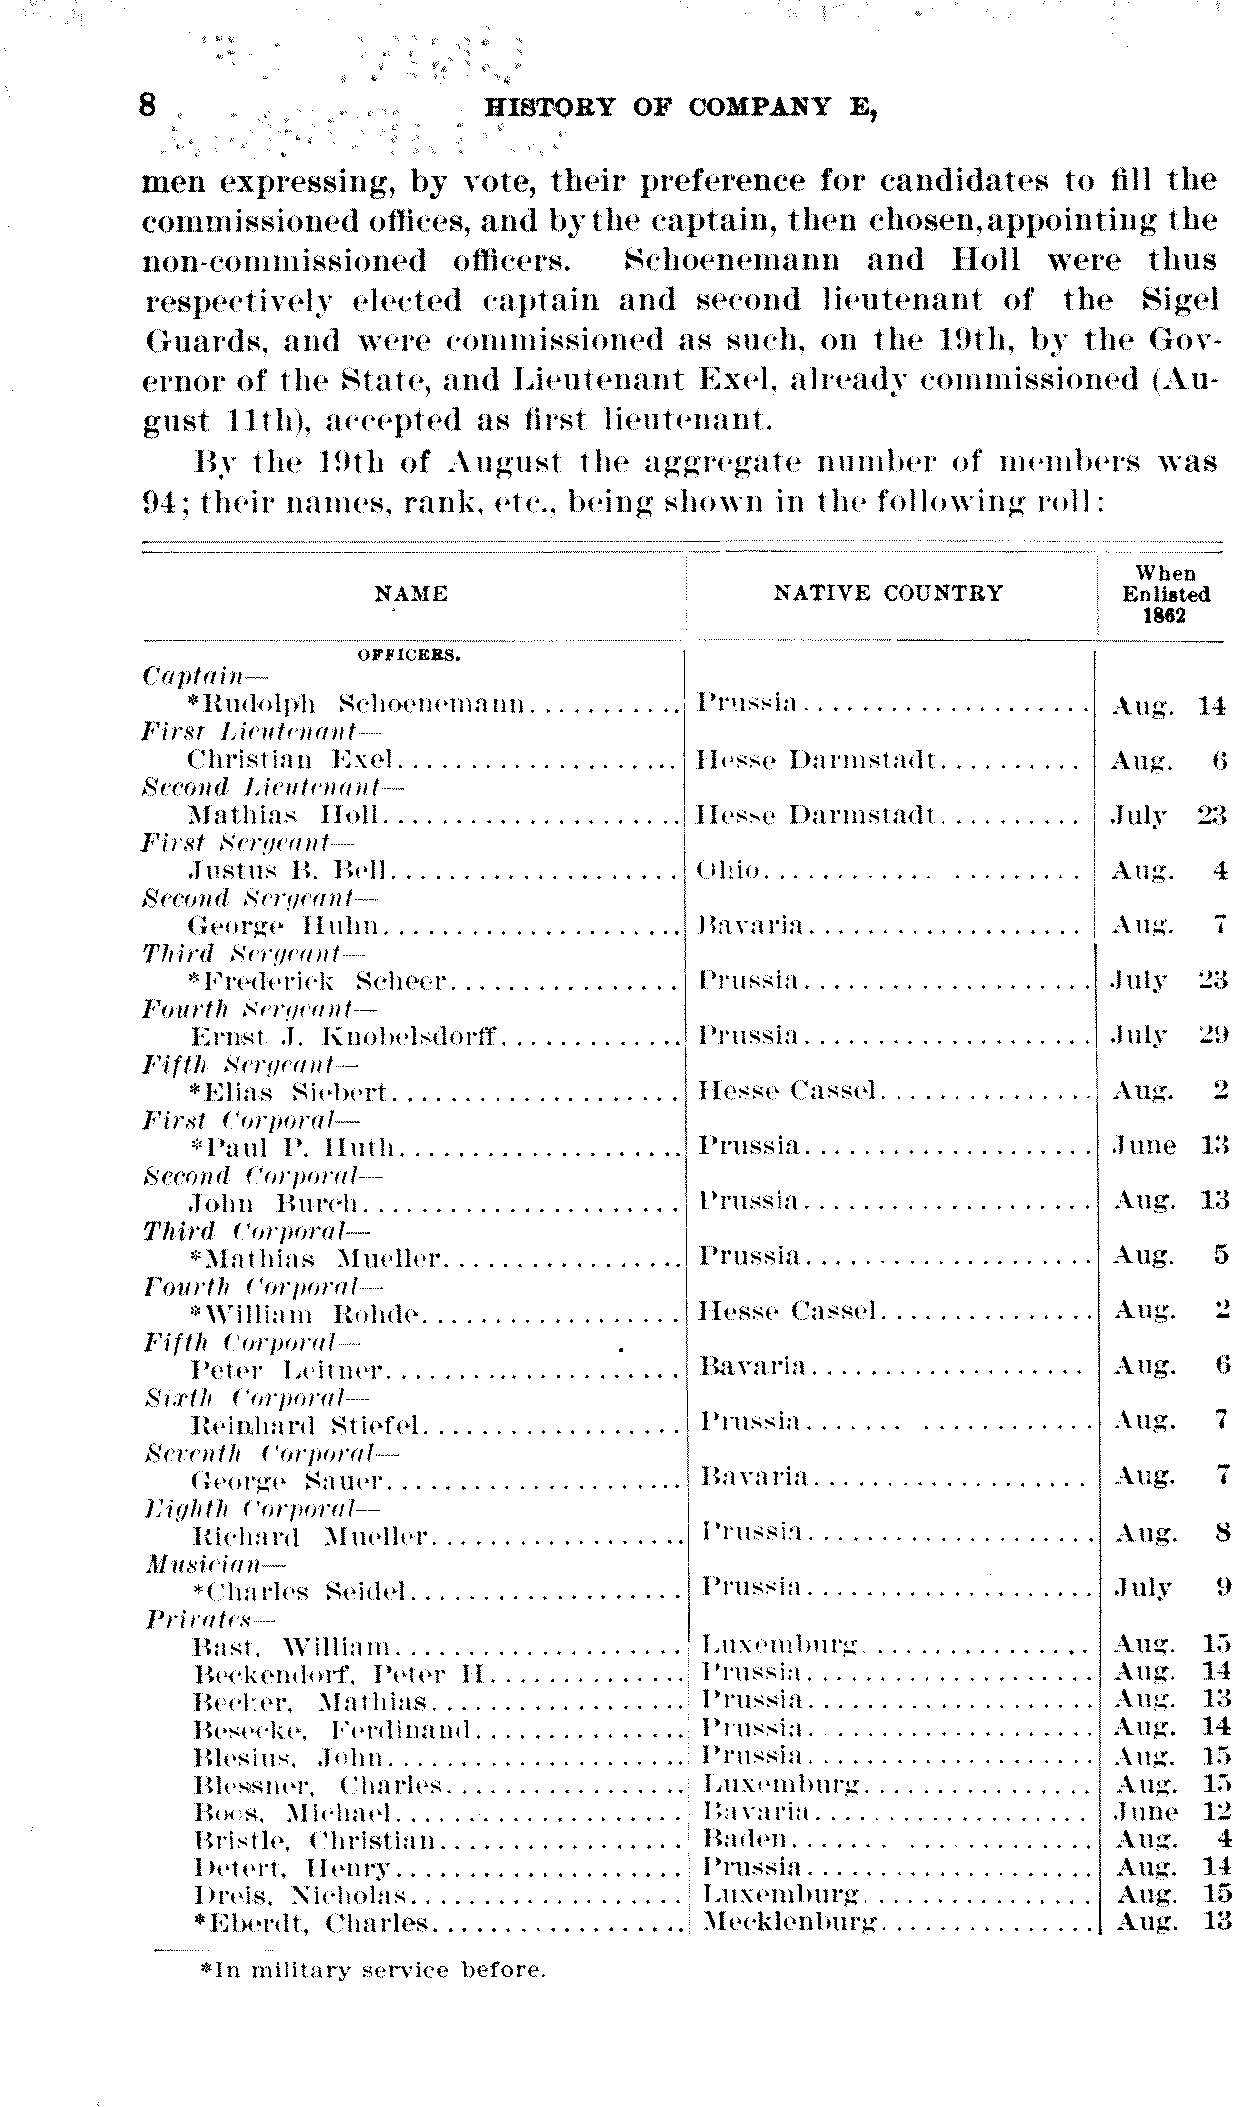 8 HISTORY OF COMPANY E,
men expressing, by vote, their preference for candidates to fill the
commissioned offices, and by the captain, then chosen, appointing the
non-commissioned officers. Schoenemann and Holl were thus
respectively elected captain and second lieutenant of the Sigel
Guards, and were commissioned as such, on the 19th, by the Gov-
ernor of the State, and Lieutenant Exel, already commissioned (Au-
gust 11th), accepted as first lieutenant.
By the 19th of August the aggregate number of members was
94; their names, rank, etc., being shown in the following roll:
NAME NATIVE COUNTRY When Enlisted 1862
OFFICERS.
Captain—
*Rudolph Schoenemann........... Prussia.................... Aug. 14
First Lieutenant—
Christian Exel.................... Hesse Darmstadt.......... Aug. 6
Second Lieutenant—
Mathias Holl..................... Hesse Darmstadt.......... July 23
First Sergeant—
Justus B. Bell.................... Ohio..................... Aug. 4
Second Sergeant—
George Huhn..................... Bavaria................... Aug. 7
Third Sergeant—
*Frederick Scheer................ Prussia.................... July 23
Fourth Sergeant—
Ernst J. Knobelsdorff............. Prussia.................... July 29
Fifth Sergeant—
*Elias Siebert.................... Hesse Cassel............... Aug. 2
First Corporal—
*Paul P. Huth.................... Prussia.................... June 13
Second Corporal—
John Burch...................... Prussia.................... Aug. 13
Third Corporal—
*Mathias Mueller................. Prussia.................... Aug. 5
Fourth Corporal—
*William Rohde.................. Hesse Cassel............... Aug. 2
Fifth Corporal—
Peter Leitner..................... Bavaria................... Aug. 6
Sixth Corporal—
Reinhard Stiefel.................. Prussia.................... Aug. 7
Seventh Corporal—
George Sauer..................... Bavaria................... Aug. 7
Eighth Corporal—
Richard Mueller.................. Prussia.................... Aug. 8
Musician—
*Charles Seidel................... Prussia.................... July 9
Privates—
Bast, William.................... Luxemburg................ Aug. 15
Beckendorf, Peter H.............. Prussia.................... Aug. 14
Becker, Mathias.................. Prussia.................... Aug. 13
Besecke, Ferdinand............... Prussia.................... Aug. 14
Blesius, John..................... Prussia.................... Aug. 15
Blessner, Charles................. Luxemburg................ Aug. 15
Boos, Michael.................... Bavaria................... June 12
Bristle, Christian................. Baden..................... Aug. 4
Detert, Henry.................... Prussia.................... Aug. 14
Dreis, Nicholas................... Luxemburg................ Aug. 15
*Eberdt, Charles.................. Mecklenburg............... Aug. 13
*In military service before.